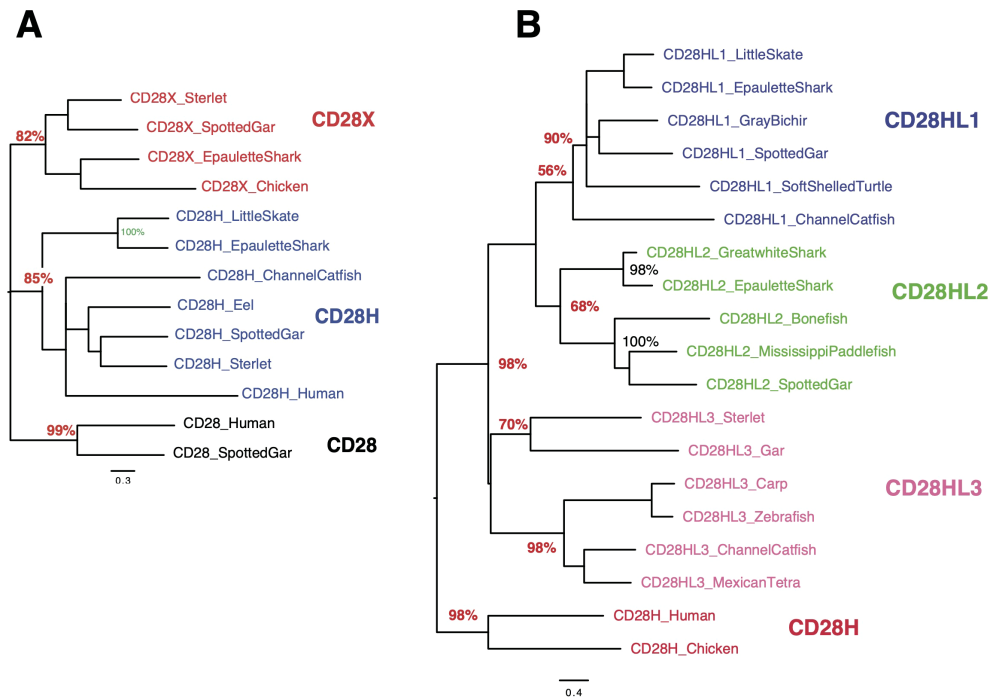 A
CD28X_Sterlet
CD28X_SpottedGar
CD28X
82%
CD28X_EpauletteShark
CD28X_Chicken
CD28H_LittleSkate
100%
CD28H_EpauletteShark
85%
CD28H_ChannelCatfish
CD28H_Eel
CD28H
CD28H_SpottedGar
CD28H_Sterlet
CD28H_Human
CD28_Human
99%
CD28
CD28_SpottedGar
0.3
B
CD28HL1_LittleSkate
CD28HL1_EpauletteShark
CD28HL1_GrayBichir
CD28HL1
90%
CD28HL1_SpottedGar
56%
CD28HL1_SoftShelledTurtle
CD28HL1_ChannelCatfish
CD28HL2_GreatwhiteShark
98%
CD28HL2_EpauletteShark
CD28HL2
68%
CD28HL2_Bonefish
100%
CD28HL2_MississippiPaddlefish
98%
CD28HL2_SpottedGar
CD28HL3_Sterlet
70%
CD28HL3_Gar
CD28HL3_Carp
CD28HL3
CD28HL3_Zebrafish
98%
CD28HL3_ChannelCatfish
CD28HL3_MexicanTetra
98%
CD28H_Human
CD28H
CD28H_Chicken
0.4